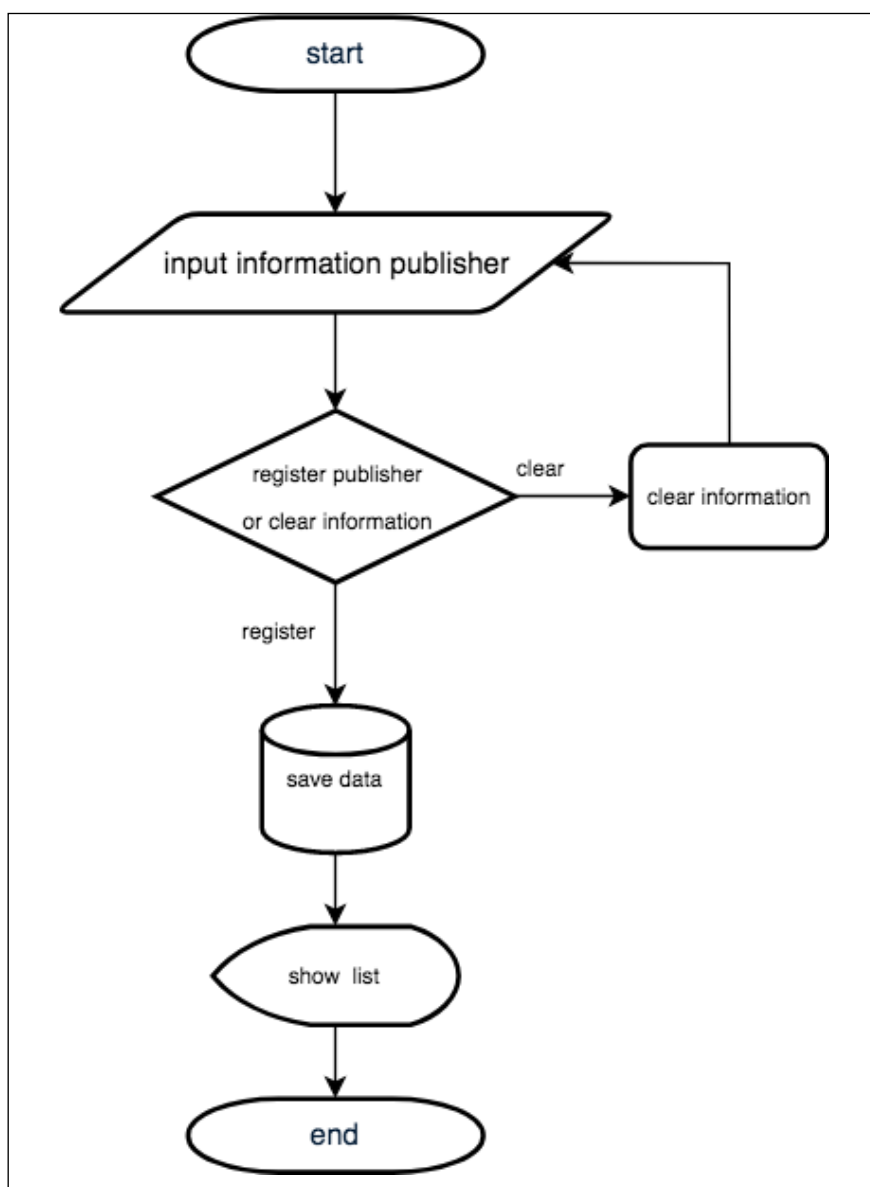 start
input information publisher
register publisher
or clear information
clear
clear information
register
save data
show list
end